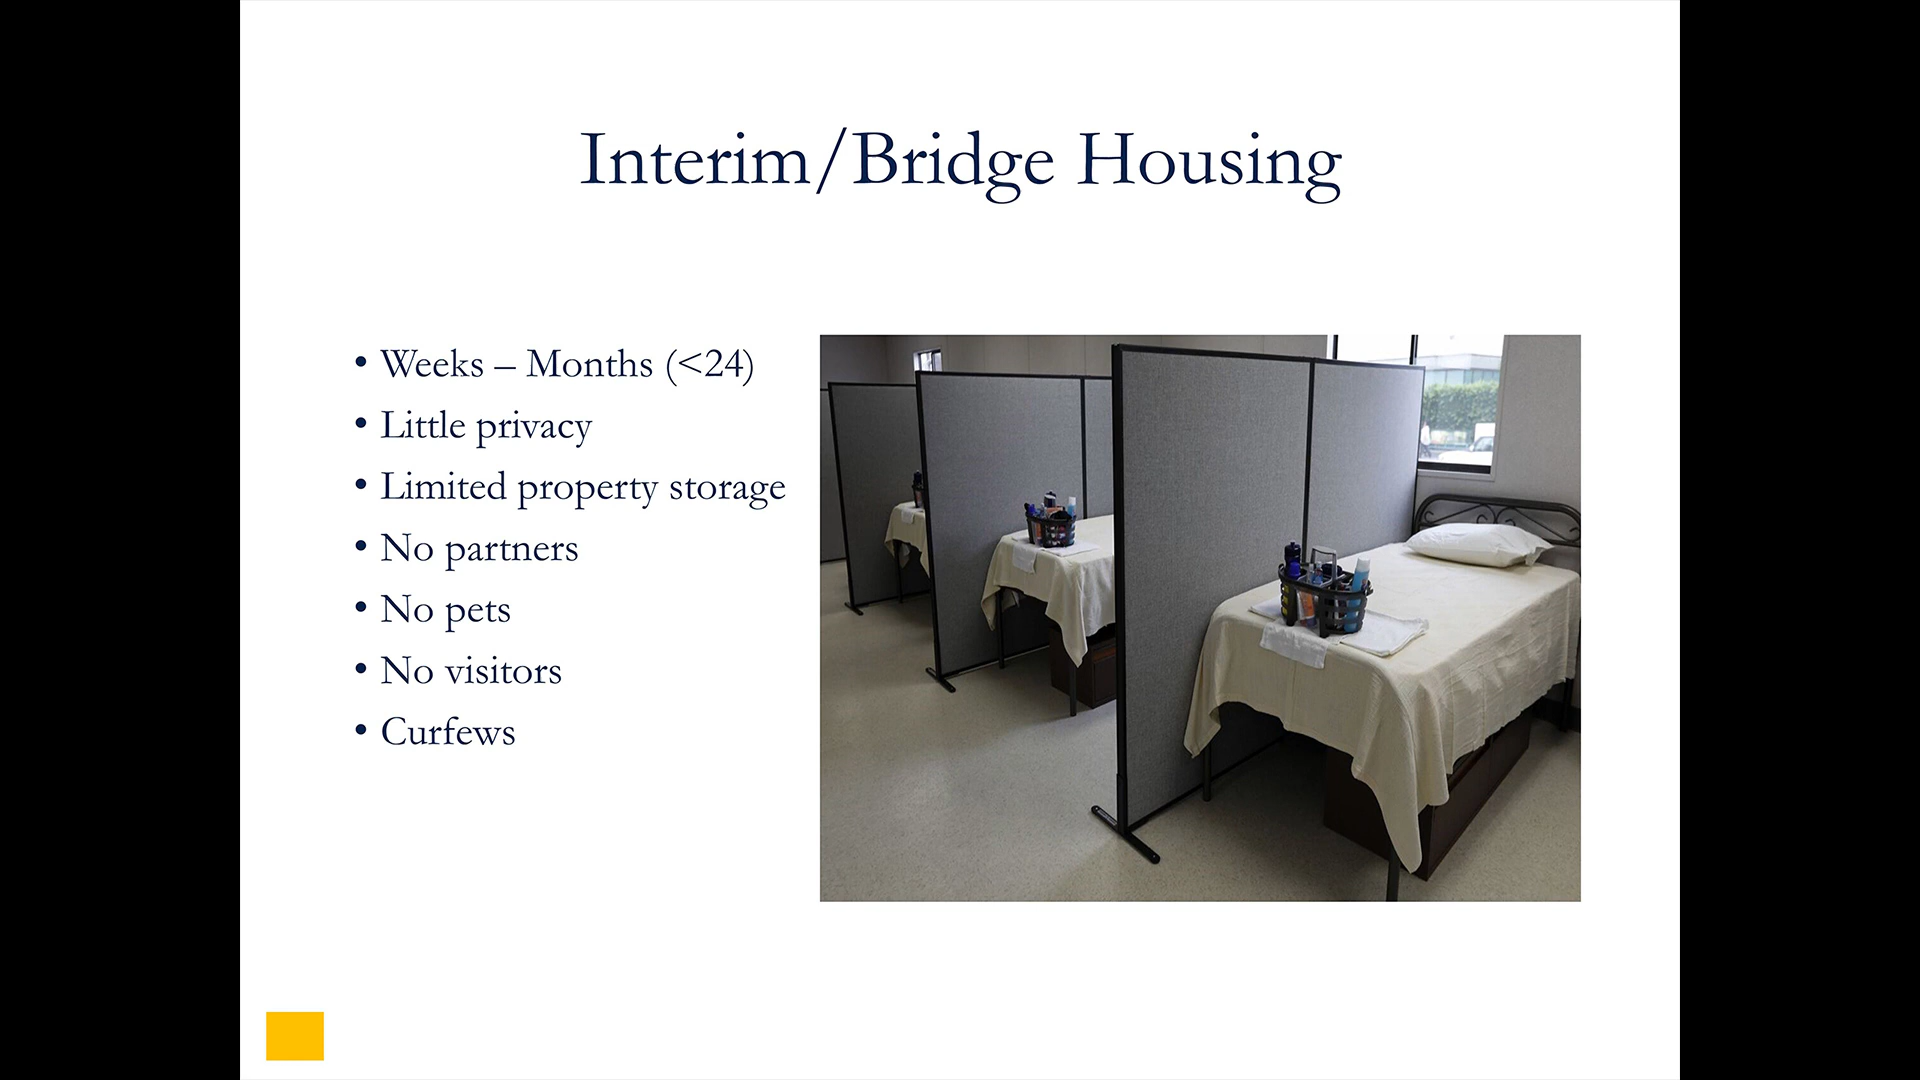 Interim/Bridge Housing
• Weeks – Months (<24)
• Little privacy
• Limited property storage
• No partners
• No pets
• No visitors
• Curfews